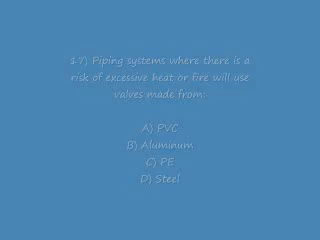 17) Piping systems where there is a
risk of excessive heat or fire will use
valves made from:
A) PVC
B) Aluminum
C) PE
D) Steel